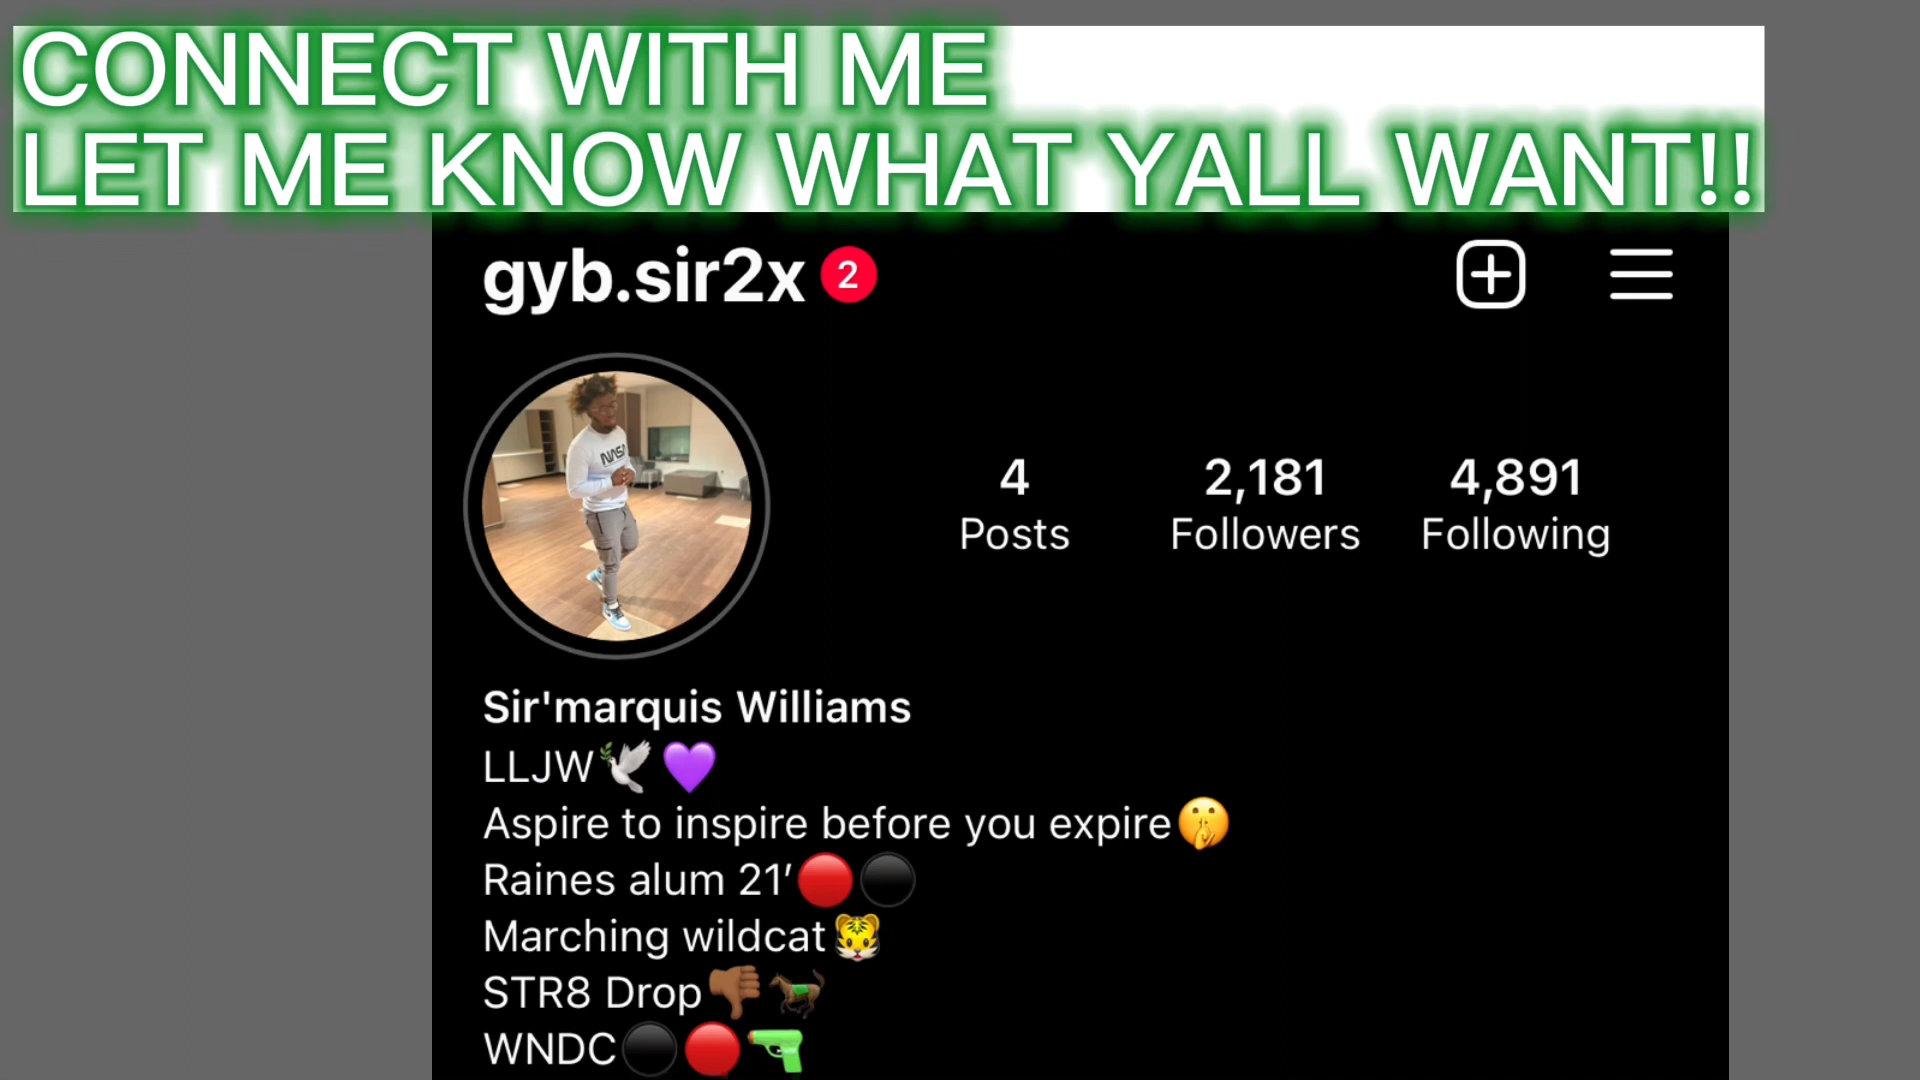 CONNECT WITH ME
LET ME KNOW WHAT YALL WANT!!
gyb.sir2x 2
NASA
4 2,181 4,891
Posts Followers Following
Sir'marquis Williams
LLJW🕊️💜
Aspire to inspire before you expire🤫
Raines alum 21′🔴⚫
Marching wildcat🐯
STR8 Drop👎🏾🐎
WNDC⚫🔴🔫